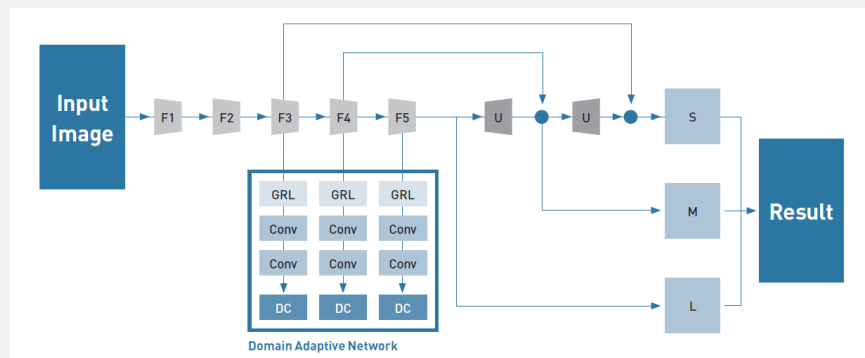 Input
Image
F1
F2
F3
F4
F5
U
U
S
M
L
Result
GRL
GRL
GRL
Conv
Conv
Conv
Conv
Conv
Conv
DC
DC
DC
Domain Adaptive Network